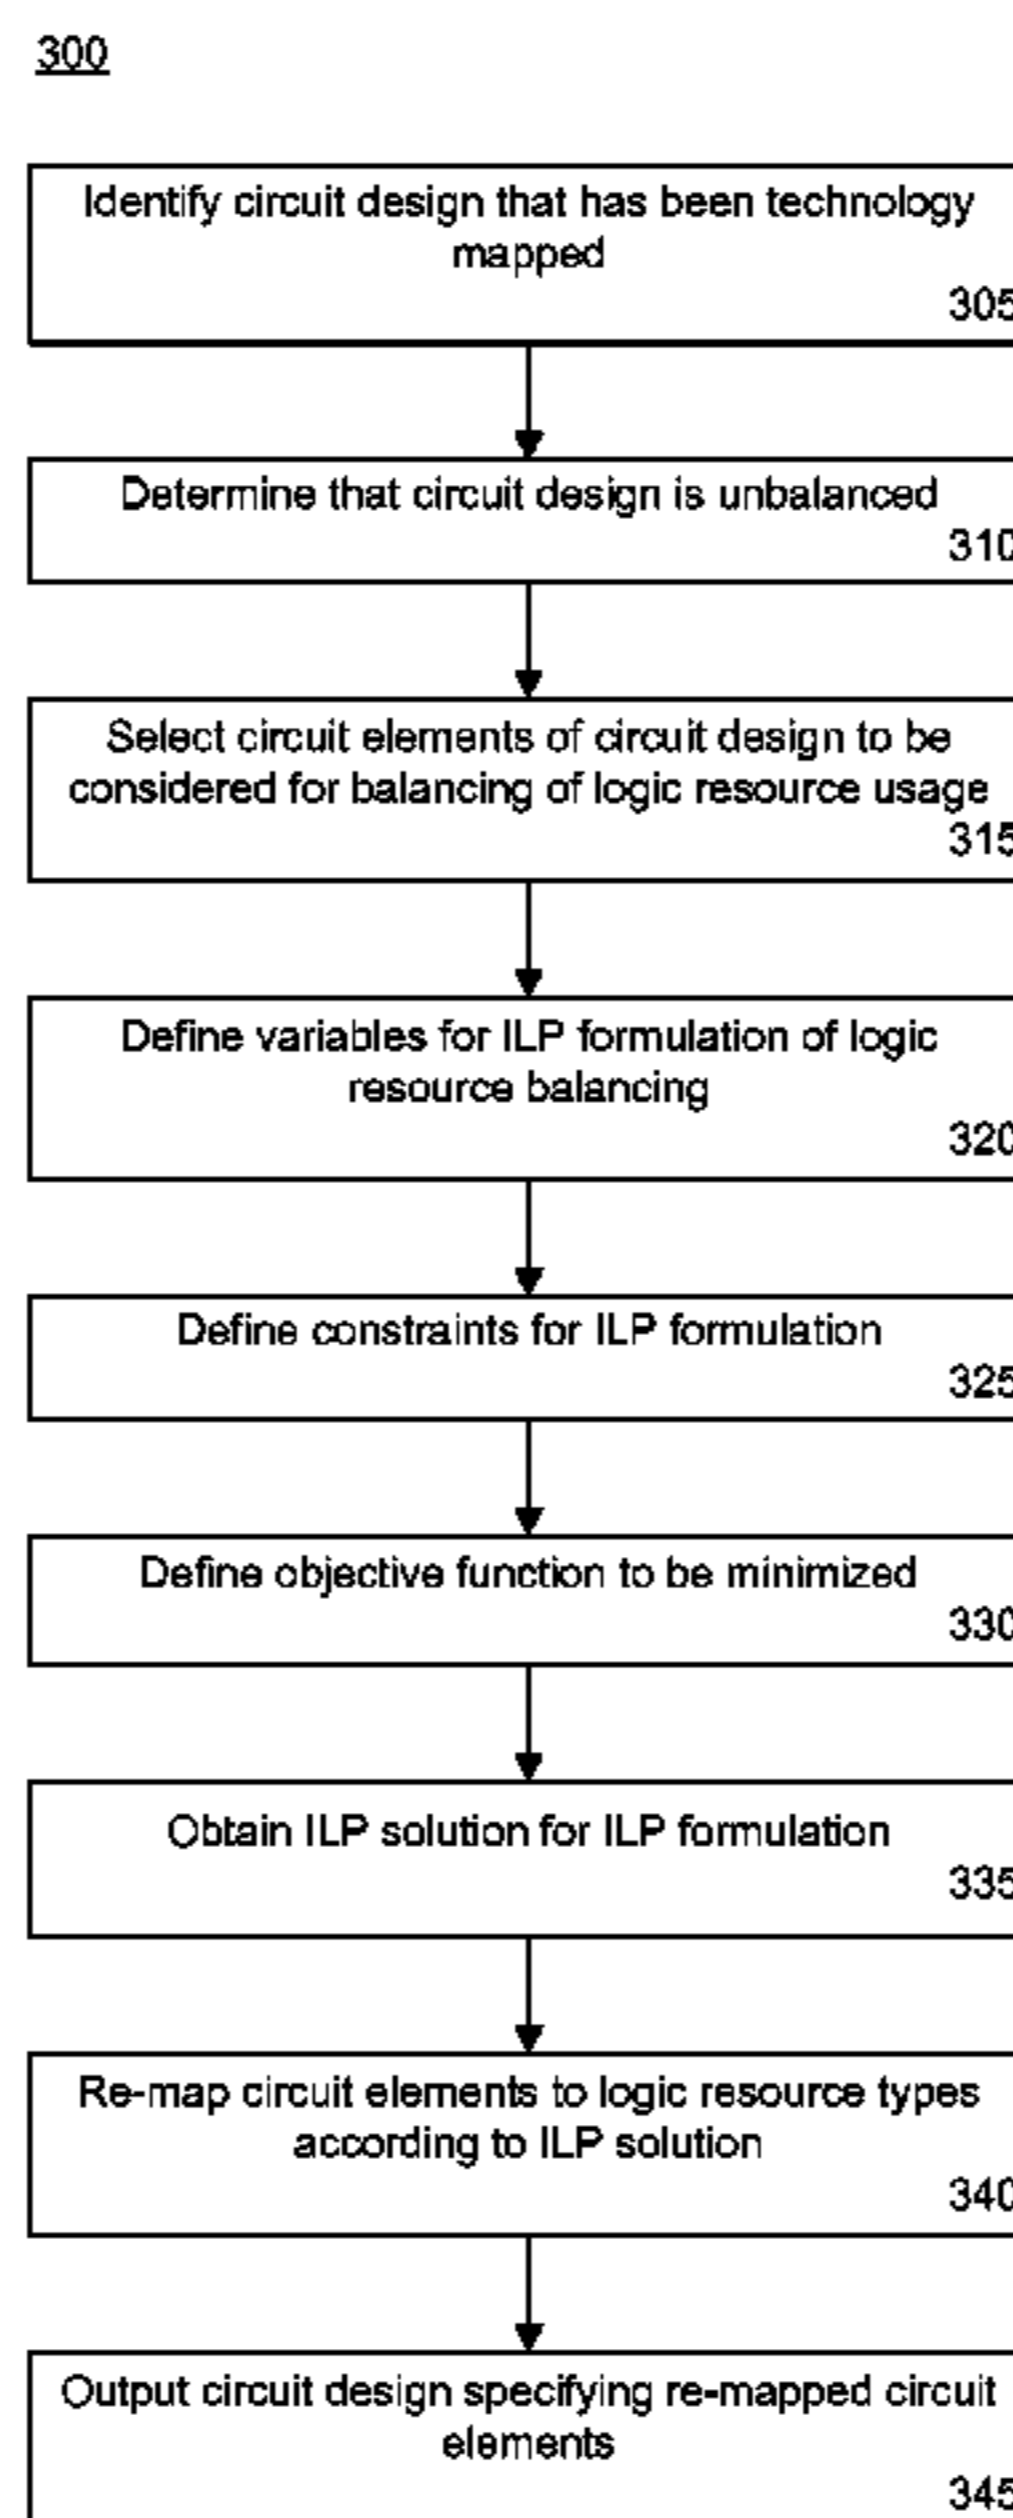 300
Identify circuit design that has been technology
mapped
305
Determine that circuit design is unbalanced
310
Select circuit elements of circuit design to be
considered for balancing of logic resource usage
315
Define variables for ILP formulation of logic
resource balancing
320
Define constraints for ILP formulation
325
Define objective function to be minimized
330
Obtain ILP solution for ILP formulation
335
Re-map circuit elements to logic resource types
according to ILP solution
340
Output circuit design specifying re-mapped circuit
elements
345